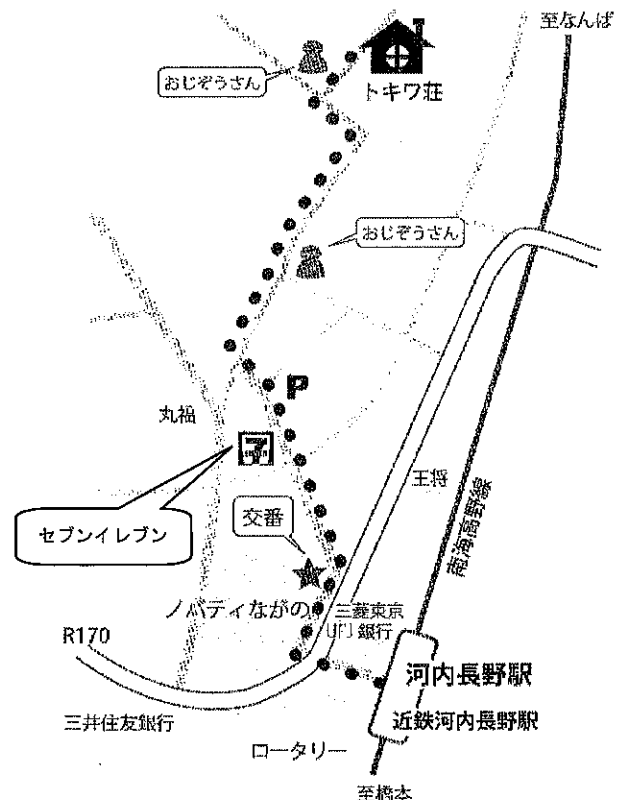 至なんば
おじぞうさん
トキワ荘
おじぞうさん
P
丸福
7
王将
セブンイレブン
交番
南海高野線
ノバティながの
三菱東京
UFJ 銀行
R170
河内長野駅
三井住友銀行
近鉄河内長野駅
ロータリー
至橋本